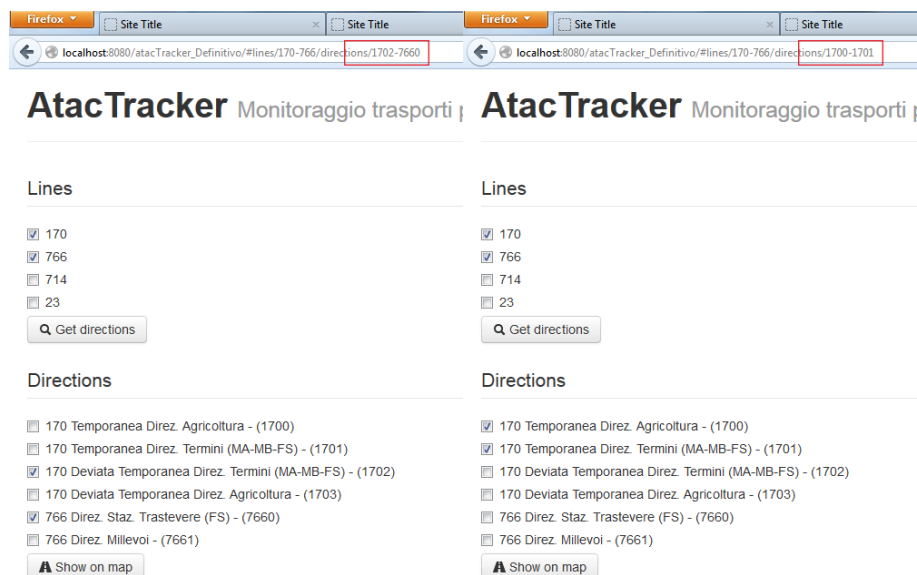 Firefox
Site Title
Site Title
localhost:8080/atacTracker_Definitivo/#lines/170-766/directions/1702-7660
AtacTracker Monitoraggio trasporti
Lines
170
766
714
23
Get directions
Directions
170 Temporanea Direz. Agricoltura - (1700)
170 Temporanea Direz. Termini (MA-MB-FS) - (1701)
170 Deviata Temporanea Direz. Termini (MA-MB-FS) - (1702)
170 Deviata Temporanea Direz. Agricoltura - (1703)
766 Direz. Staz. Trastevere (FS) - (7660)
766 Direz. Millevoi - (7661)
Show on map
Firefox
Site Title
Site Title
localhost:8080/atacTracker_Definitivo/#lines/170-766/directions/1700-1701
AtacTracker Monitoraggio trasporti
Lines
170
766
714
23
Get directions
Directions
170 Temporanea Direz. Agricoltura - (1700)
170 Temporanea Direz. Termini (MA-MB-FS) - (1701)
170 Deviata Temporanea Direz. Termini (MA-MB-FS) - (1702)
170 Deviata Temporanea Direz. Agricoltura - (1703)
766 Direz. Staz. Trastevere (FS) - (7660)
766 Direz. Millevoi - (7661)
Show on map